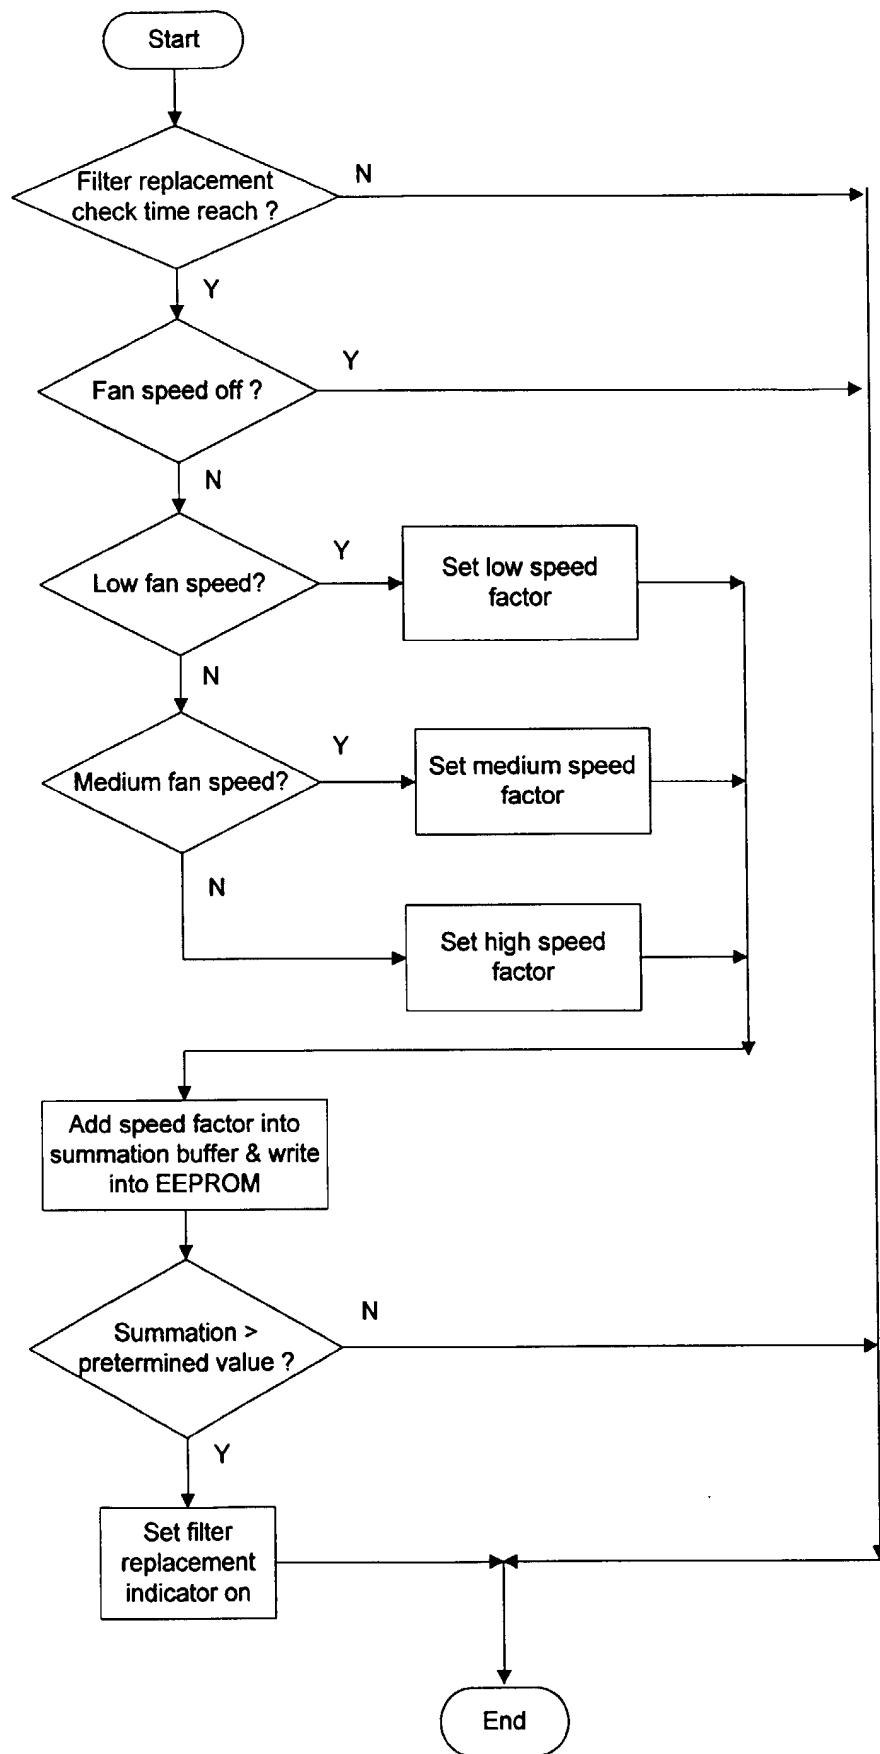 Start
Filter replacement
check time reach ?
N
Y
Fan speed off ?
Y
N
Low fan speed?
Y
Set low speed
factor
N
Medium fan speed?
Y
Set medium speed
factor
N
Set high speed
factor
Add speed factor into
summation buffer & write
into EEPROM
Summation >
pretermined value ?
N
Y
Set filter
replacement
indicator on
End